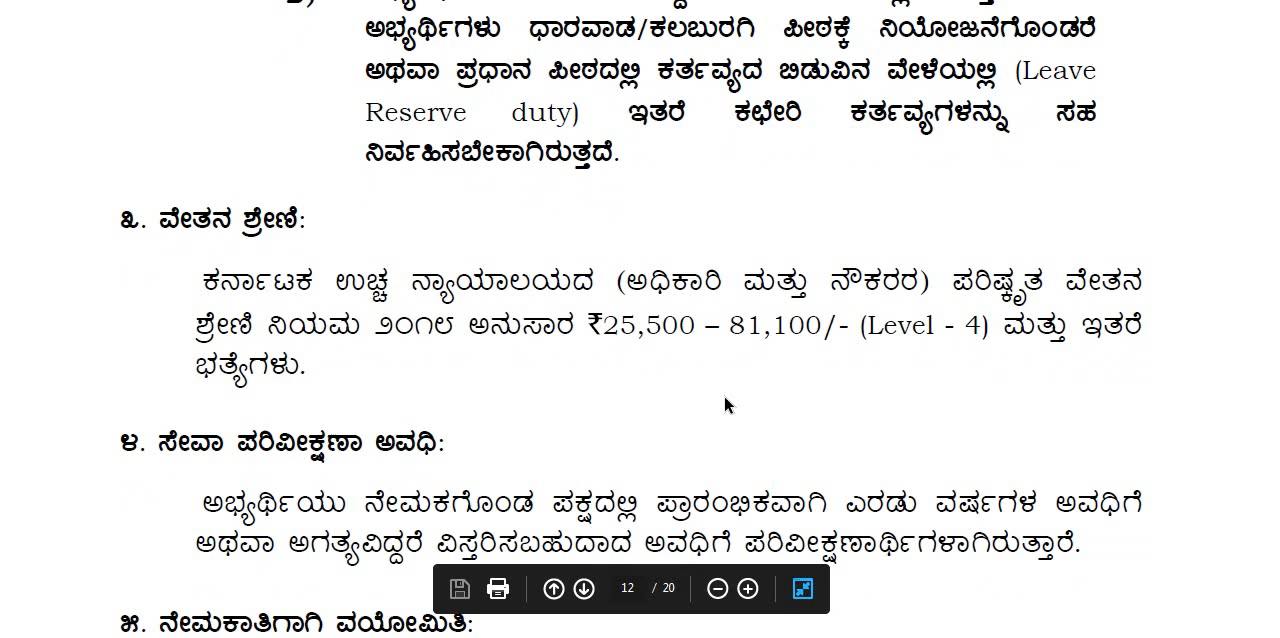 ಅಭ್ಯರ್ಥಿಗಳು ಧಾರವಾಡ/ಕಲಬುರಗಿ ಪೀಠಕ್ಕೆ ನಿಯೋಜನೆಗೊಂಡರೆ
ಅಥವಾ ಪ್ರಧಾನ ಪೀಠದಲ್ಲಿ ಕರ್ತವ್ಯದ ಬಿಡುವಿನ ವೇಳೆಯಲ್ಲಿ (Leave
Reserve duty) ಇತರೆ ಕಛೇರಿ ಕರ್ತವ್ಯಗಳನ್ನು ಸಹ
ನಿರ್ವಹಿಸಬೇಕಾಗಿರುತ್ತದೆ.
೩. ವೇತನ ಶ್ರೇಣಿ:
ಕರ್ನಾಟಕ ಉಚ್ಚ ನ್ಯಾಯಾಲಯದ (ಅಧಿಕಾರಿ ಮತ್ತು ನೌಕರರ) ಪರಿಷ್ಕೃತ ವೇತನ
ಶ್ರೇಣಿ ನಿಯಮ ೨೦೧೮ ಅನುಸಾರ ₹25,500 – 81,100/- (Level - 4) ಮತ್ತು ಇತರೆ
ಭತ್ಯೆಗಳು.
೪. ಸೇವಾ ಪರಿವೀಕ್ಷಣಾ ಅವಧಿ:
ಅಭ್ಯರ್ಥಿಯು ನೇಮಕಗೊಂಡ ಪಕ್ಷದಲ್ಲಿ ಪ್ರಾರಂಭಿಕವಾಗಿ ಎರಡು ವರ್ಷಗಳ ಅವಧಿಗೆ
ಅಥವಾ ಅಗತ್ಯವಿದ್ದರೆ ವಿಸ್ತರಿಸಬಹುದಾದ ಅವಧಿಗೆ ಪರಿವೀಕ್ಷಣಾರ್ಥಿಗಳಾಗಿರುತ್ತಾರೆ.
12 / 20
೫. ನೇಮಕಾತಿಗಾಗಿ ವಯೋಮಿತಿ: